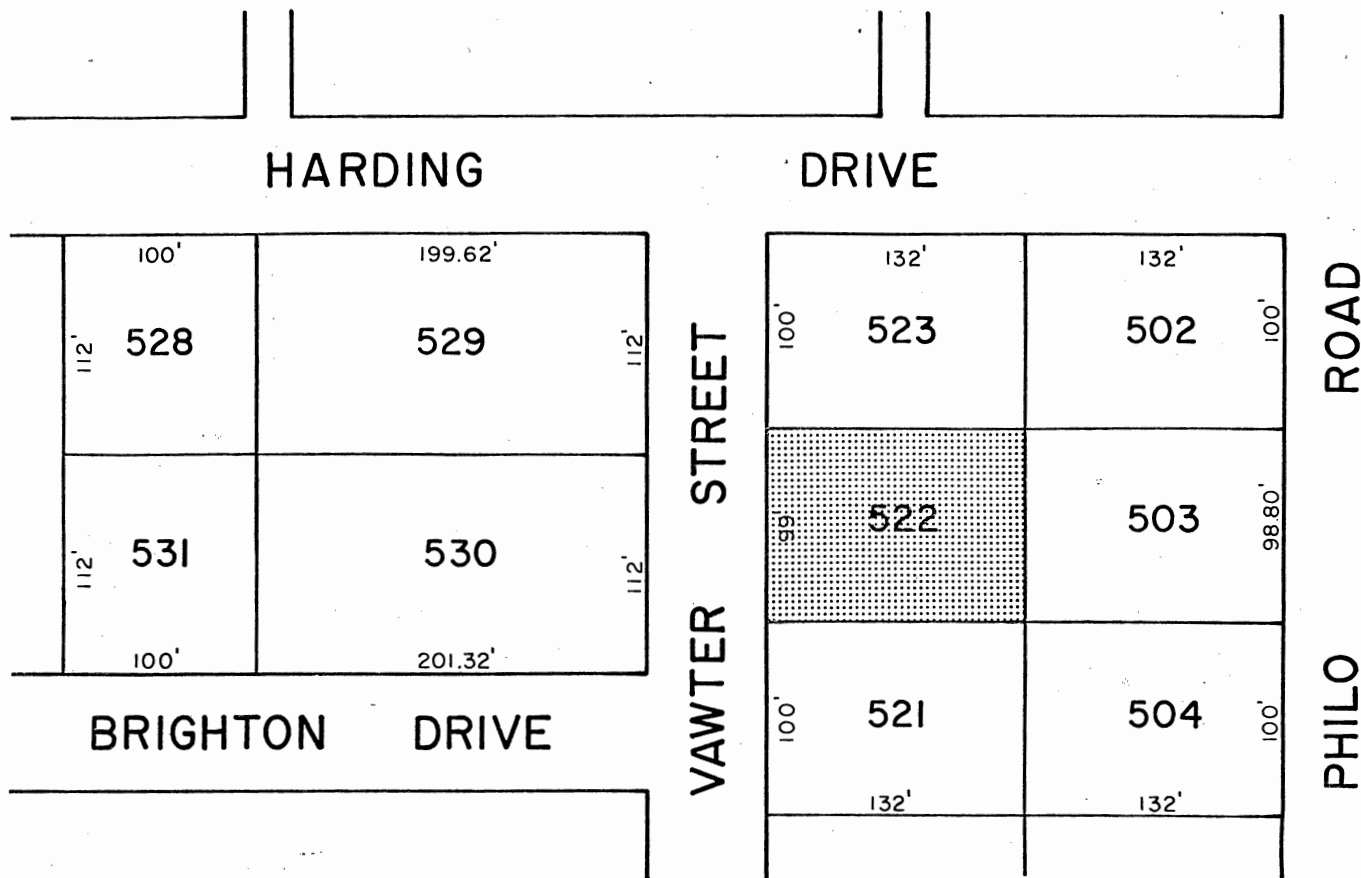 HARDING DRIVE
100' 199.62' 132' 132'
112' 528 529 112' 100' 523 502 100'
VAWTER STREET
PHILO ROAD
99' 522 503 98.80'
112' 531 530 112'
100' 201.32'
100' 521 504 100'
132' 132'
BRIGHTON DRIVE